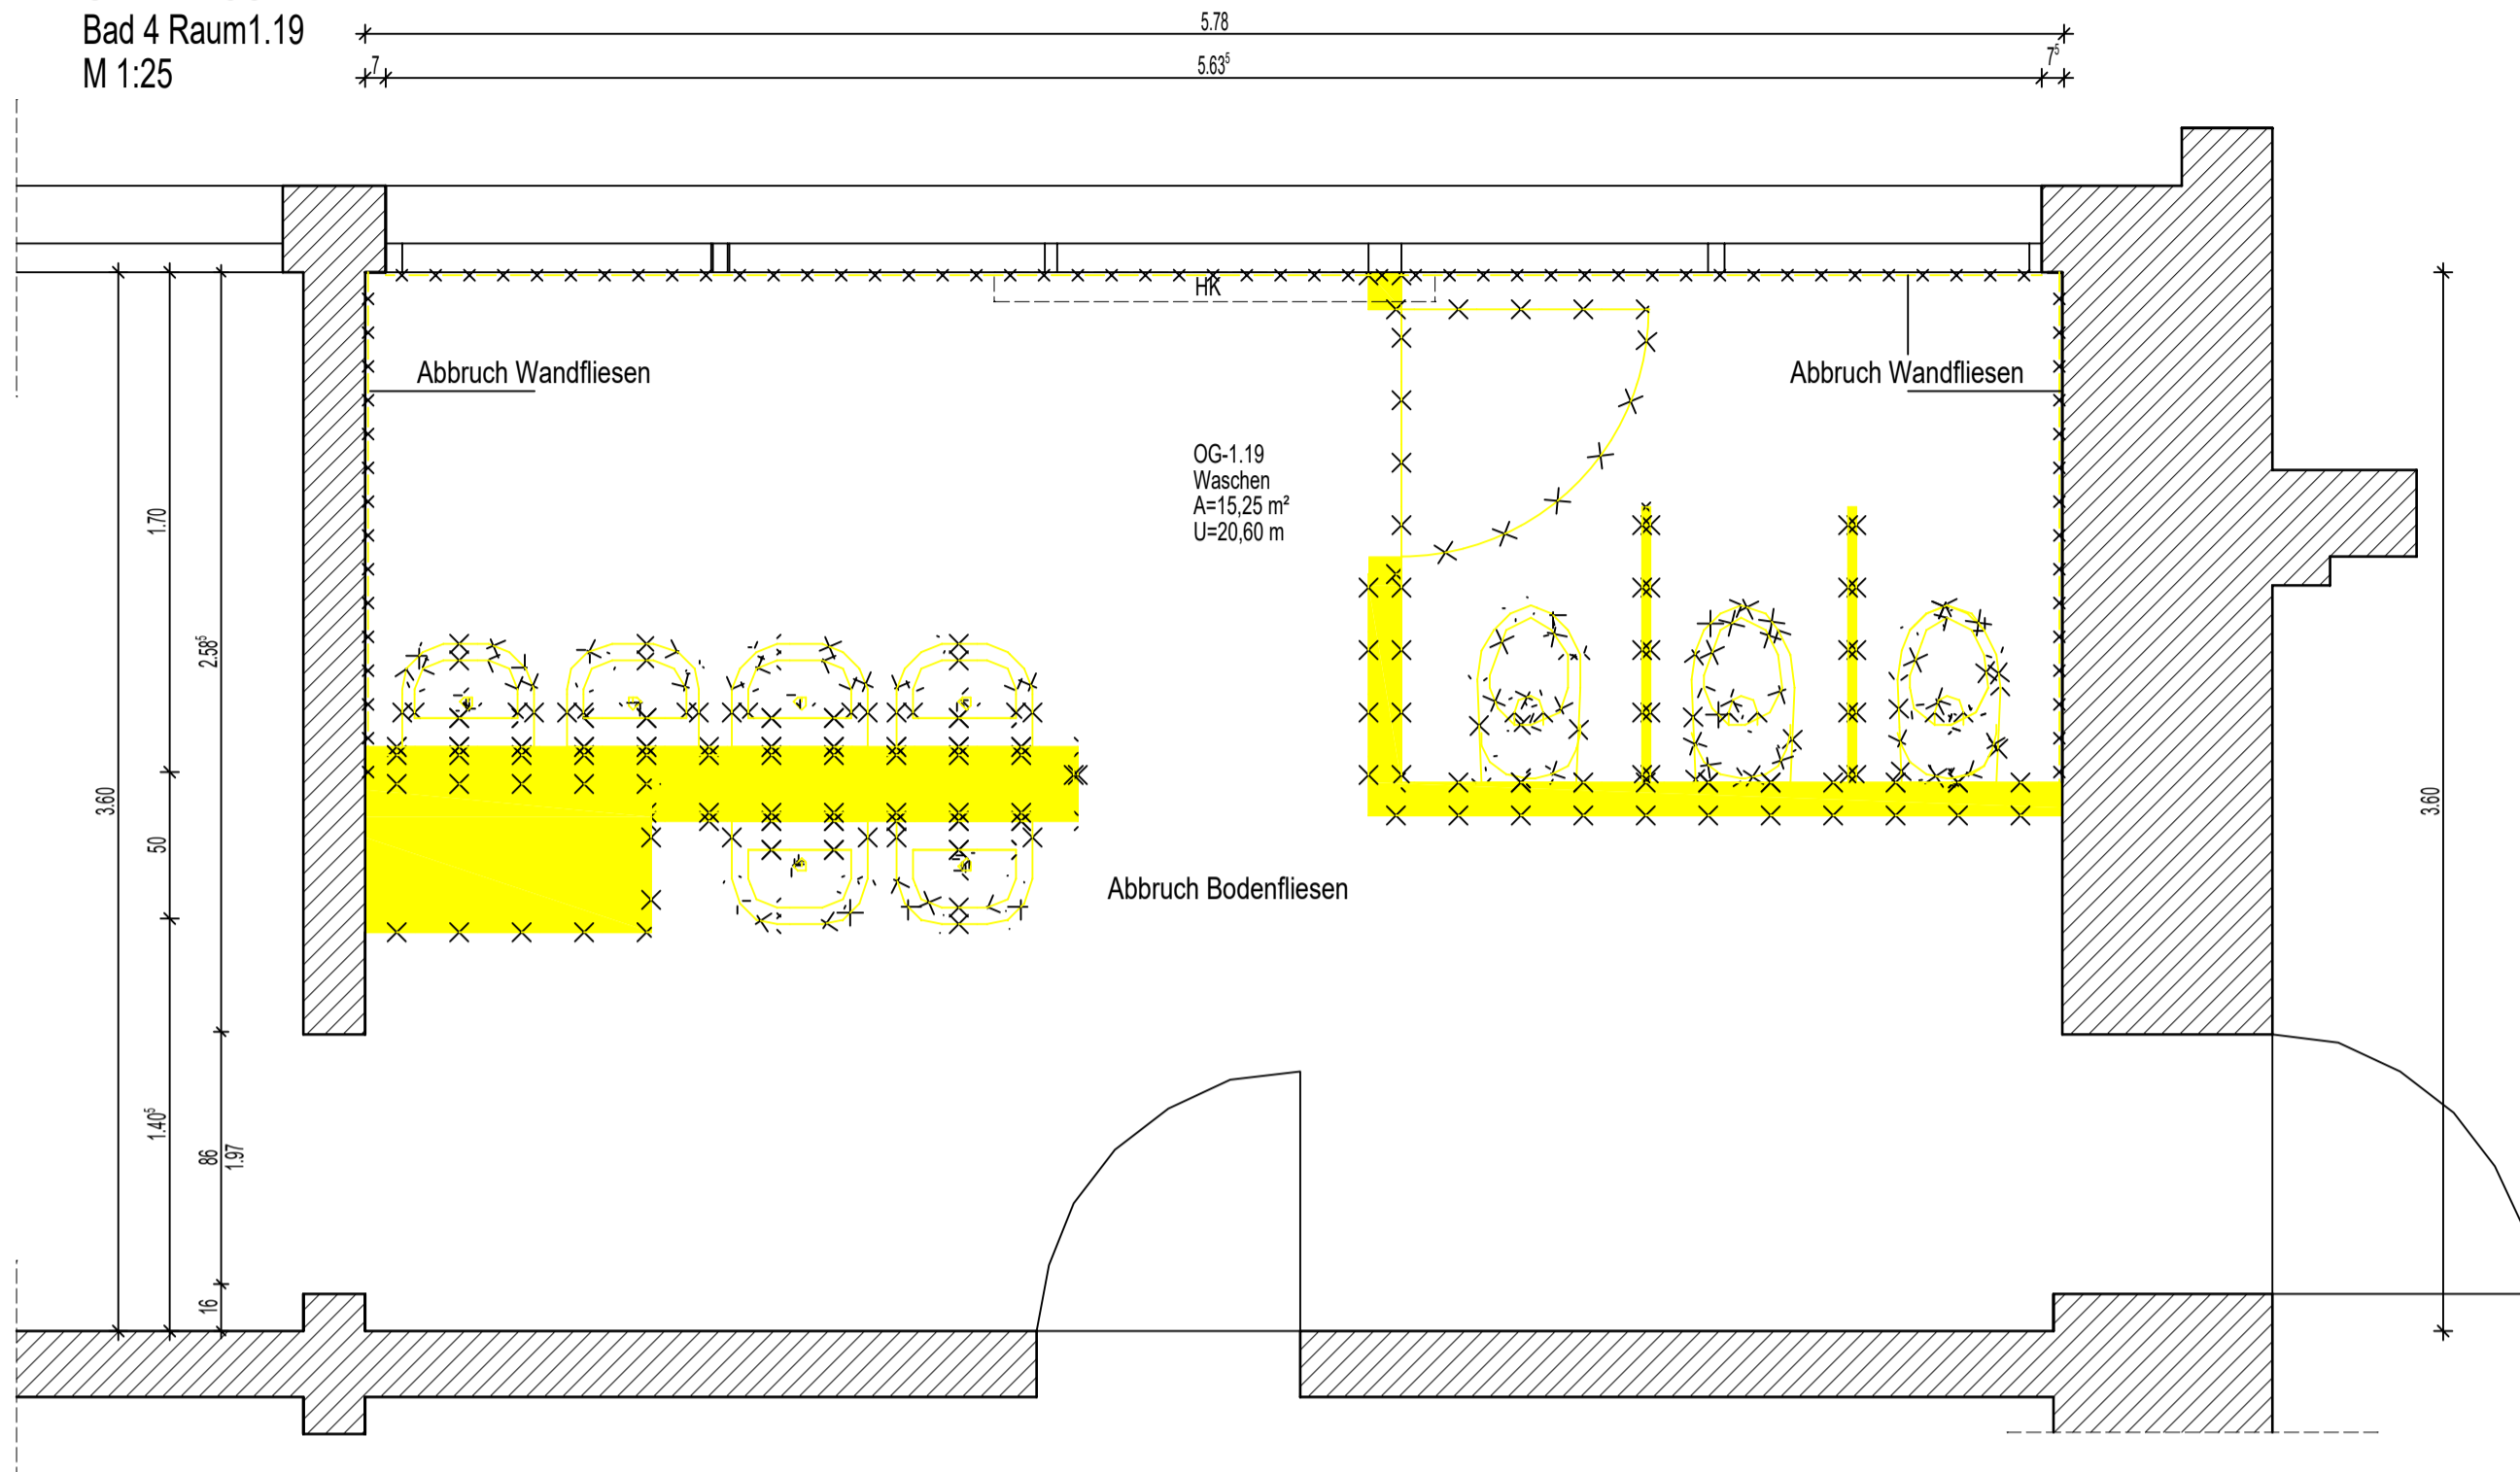 Bad 4 Raum1.19
M 1:25
5.78
7
5.63⁵
7⁵
HK
Abbruch Wandfliesen
Abbruch Wandfliesen
OG-1.19
Waschen
A=15,25 m²
U=20,60 m
1.70
2.58⁵
3.60
50
3.60
Abbruch Bodenfliesen
1.40⁵
86
1.97
16